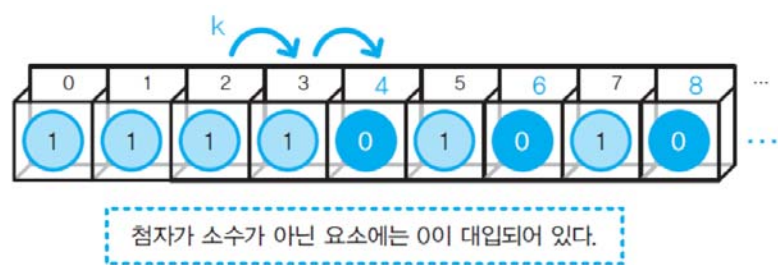 k
0 1 2 3 4 5 6 7 8 ...
1 1 1 1 0 1 0 1 0 ...
첨자가 소수가 아닌 요소에는 0이 대입되어 있다.